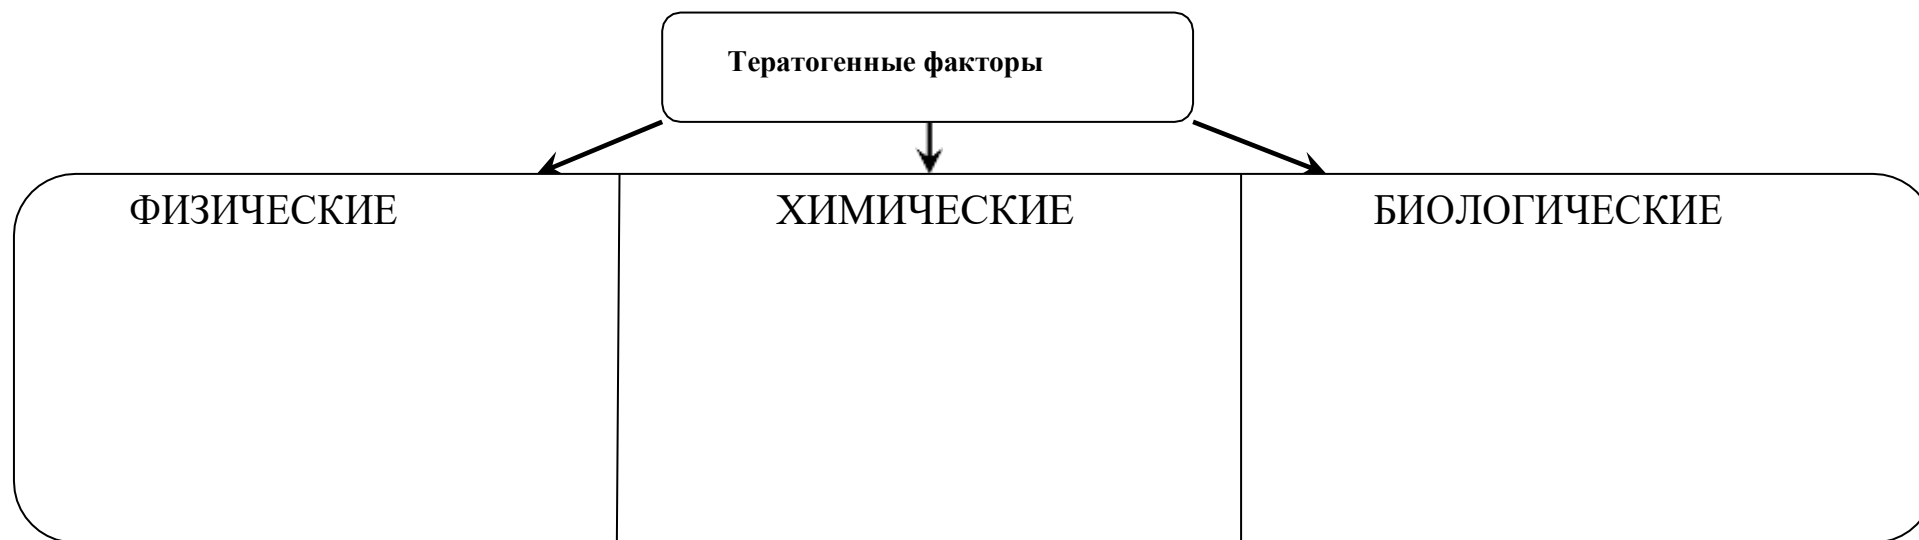 Тератогенные факторы
ФИЗИЧЕСКИЕ
ХИМИЧЕСКИЕ
БИОЛОГИЧЕСКИЕ